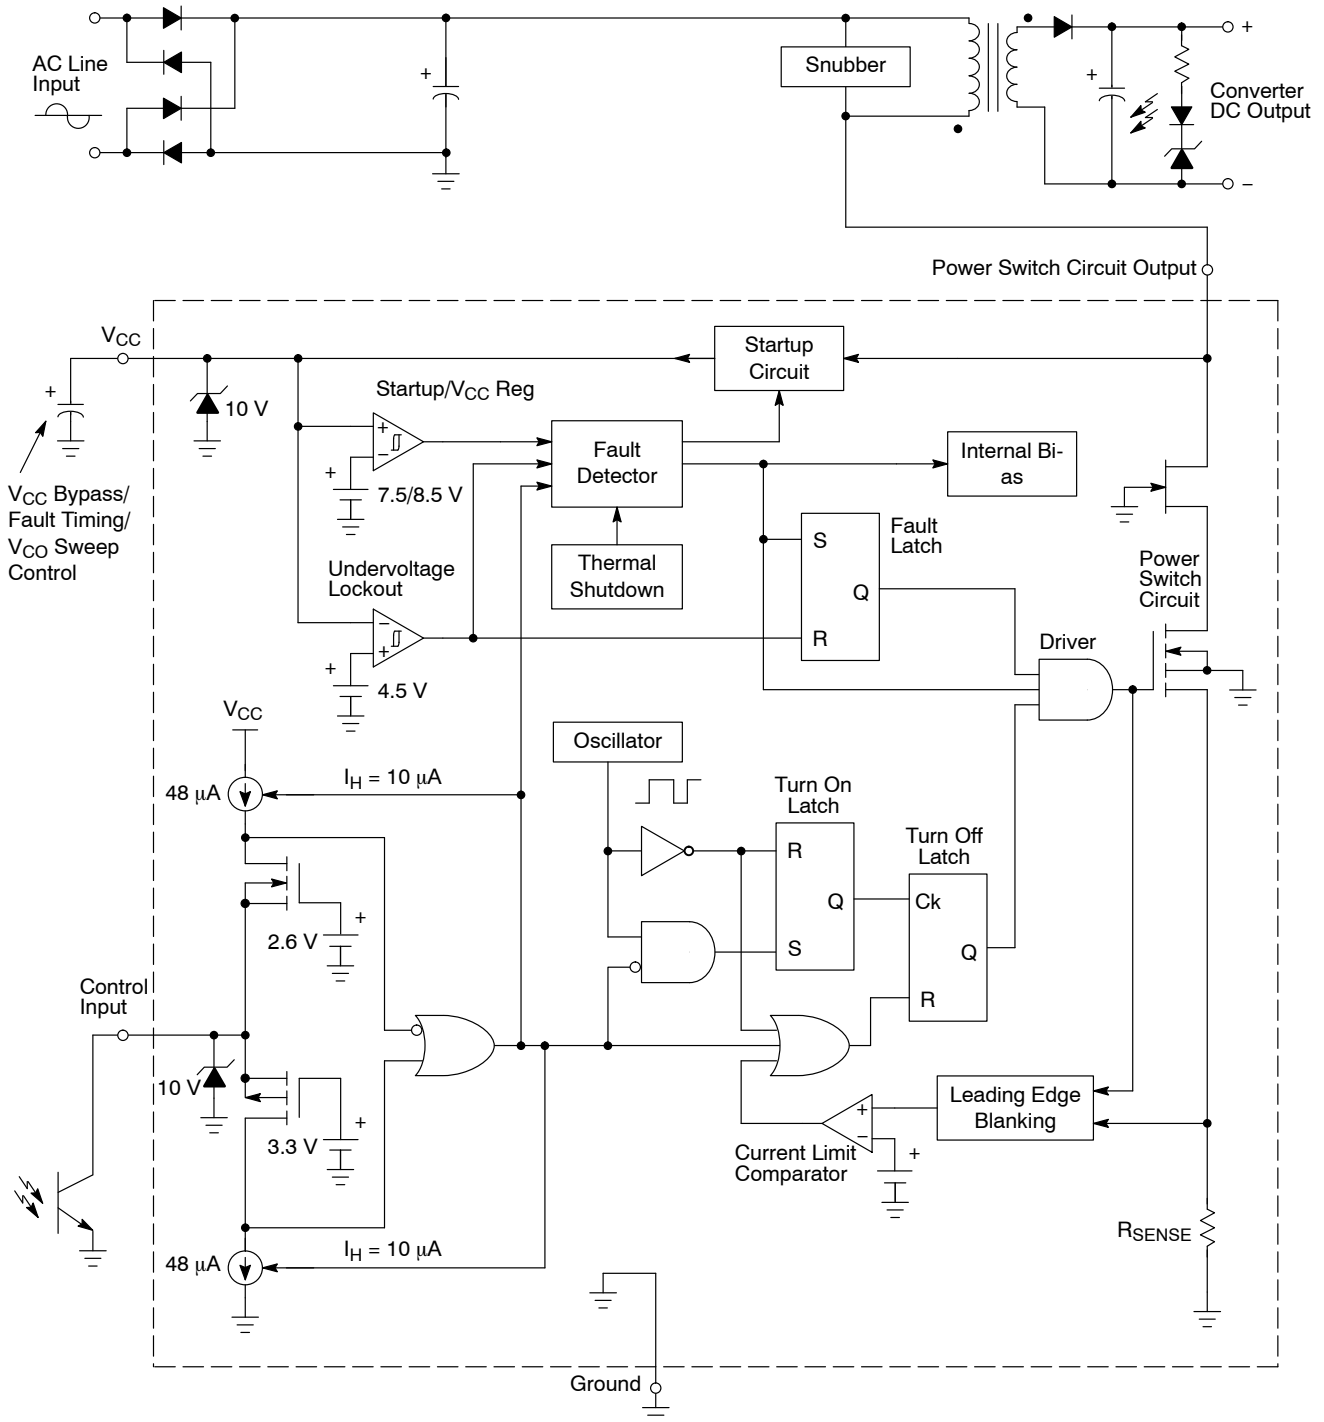 AC Line
Input
+
Snubber
+
+
Converter
DC Output
−
Power Switch Circuit Output
VCC
Startup
Circuit
+
10 V
Startup/VCC Reg
+
−
+
7.5/8.5 V
Fault
Detector
Internal Bi-
as
VCC Bypass/
Fault Timing/
VCO Sweep
Control
Thermal
Shutdown
S
Q
R
Fault
Latch
Undervoltage
Lockout
−
+
+
4.5 V
Power
Switch
Circuit
Driver
VCC
48 μA
IH = 10 μA
Oscillator
Turn On
Latch
R
Q
S
Turn Off
Latch
Ck
Q
R
+
2.6 V
Control
Input
10 V
+
3.3 V
Leading Edge
Blanking
+
−
+
Current Limit
Comparator
RSENSE
48 μA
IH = 10 μA
Ground